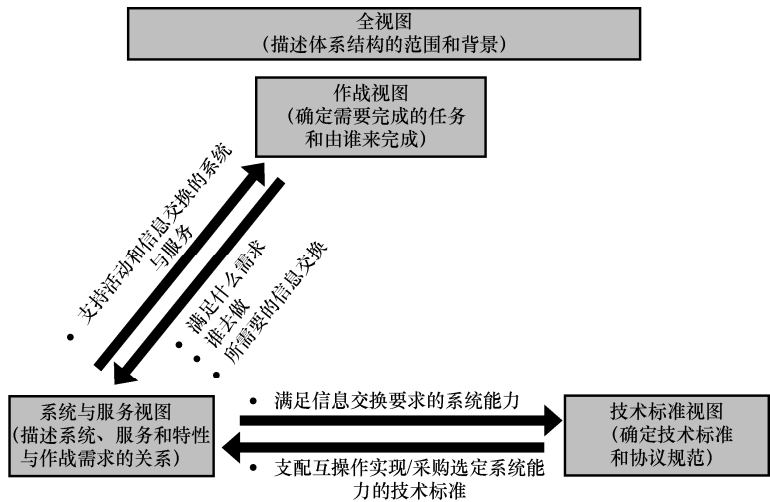 全视图
（描述体系结构的范围和背景）
作战视图
（确定需要完成的任务
和由谁来完成）
• 支持活动和信息交换的系统
与服务
• 满足什么需求
• 谁去做
• 所需要的信息交换
系统与服务视图
（描述系统、服务和特性
与作战需求的关系）
• 满足信息交换要求的系统能力
• 支配互操作实现/采购选定系统能
力的技术标准
技术标准视图
（确定技术标准
和协议规范）